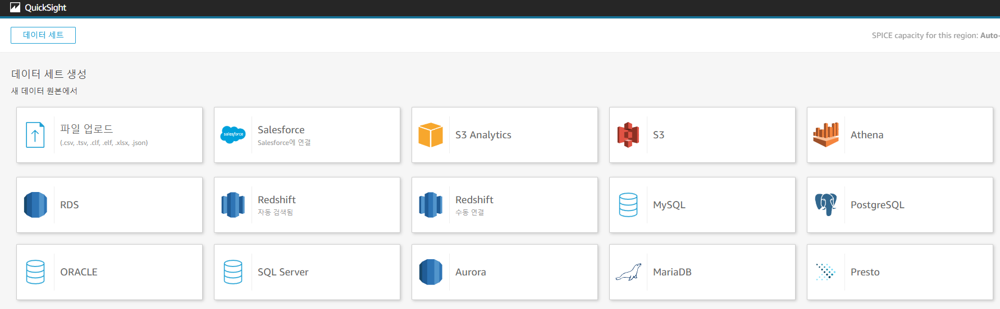 QuickSight
데이터 세트
SPICE capacity for this region: Auto-
데이터 세트 생성
새 데이터 원본에서
파일 업로드
(.csv, .tsv, .clf, .elf, .xlsx, .json)
salesforce
Salesforce
Salesforce에 연결
S3 Analytics
S3
Athena
RDS
Redshift
자동 검색됨
Redshift
수동 연결
MySQL
PostgreSQL
ORACLE
SQL Server
Aurora
MariaDB
Presto